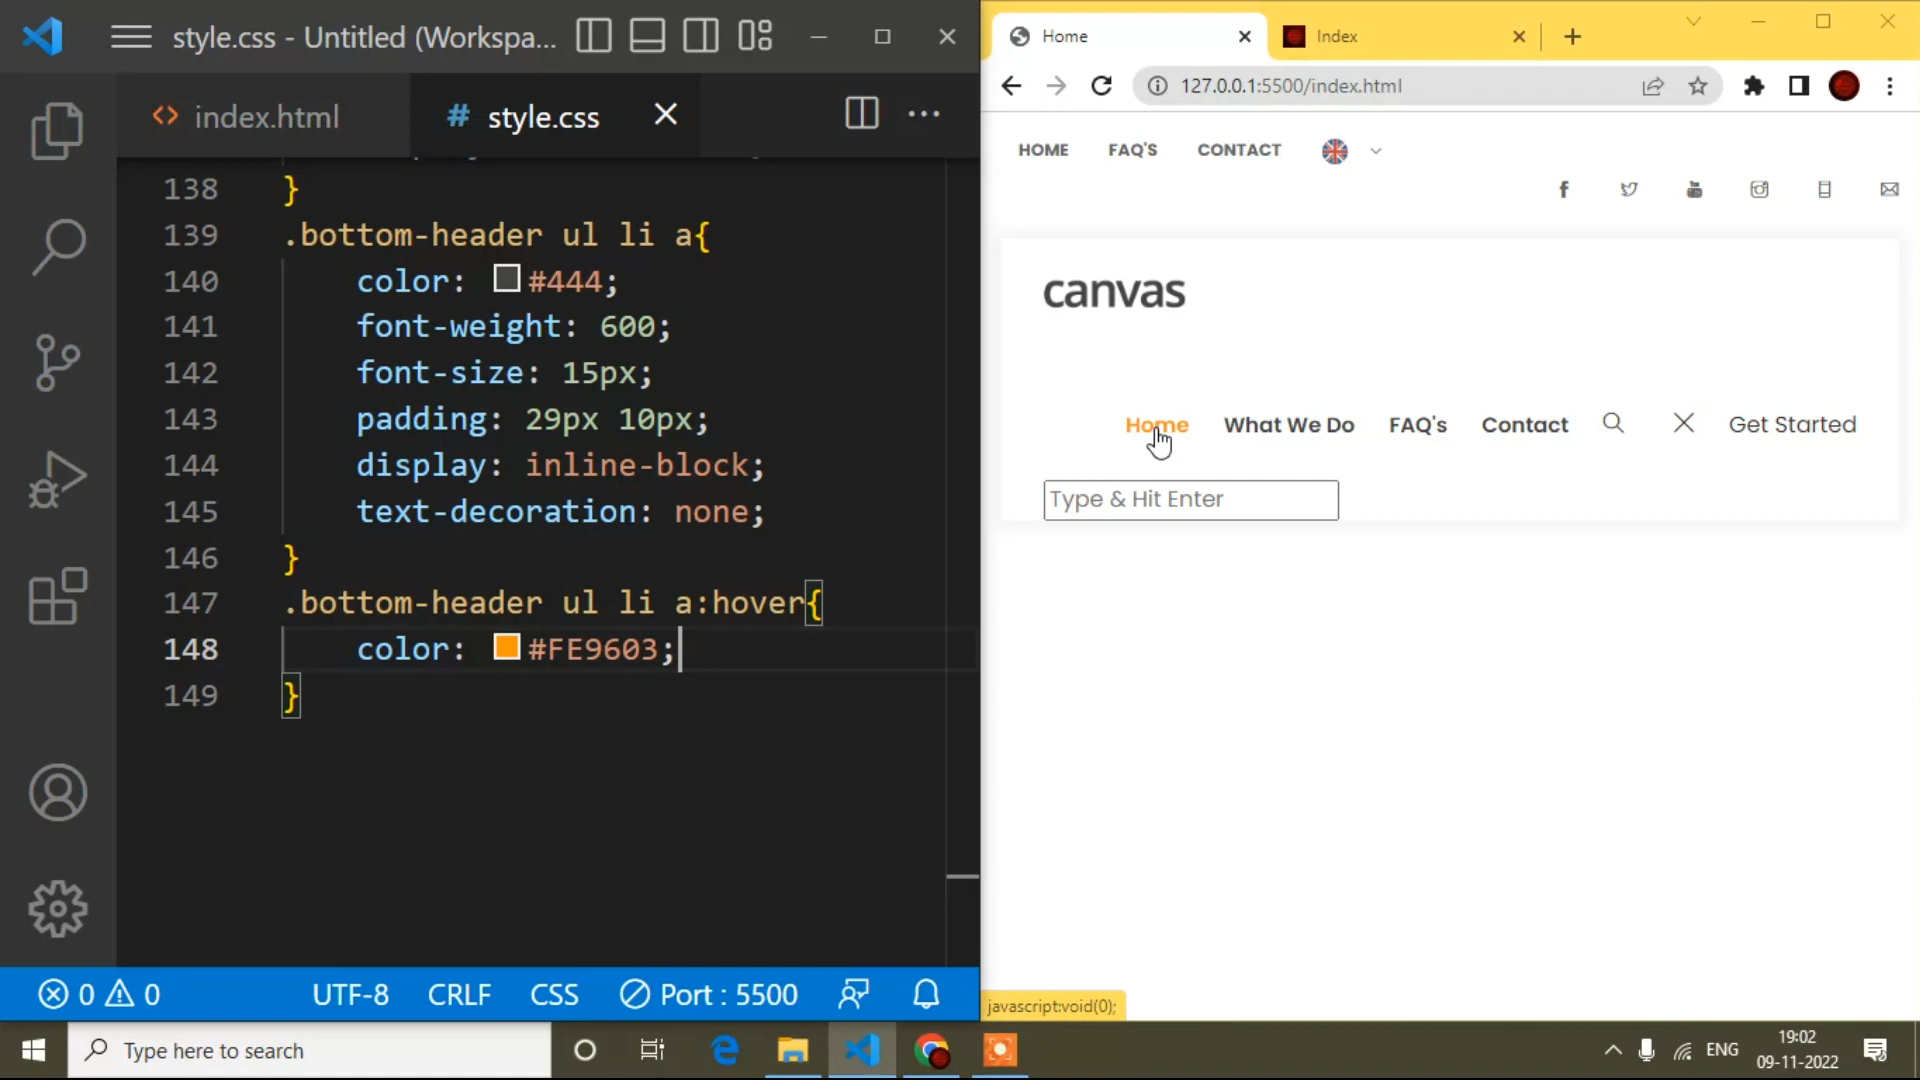 style.css - Untitled (Workspa...
index.html
style.css
138 }
139 .bottom-header ul li a{
140 color: #444;
141 font-weight: 600;
142 font-size: 15px;
143 padding: 29px 10px;
144 display: inline-block;
145 text-decoration: none;
146 }
147 .bottom-header ul li a:hover{
148 color: #FE9603;
149 }
0 0 UTF-8 CRLF CSS Port : 5500
Home
Index
127.0.0.1:5500/index.html
HOME FAQ'S CONTACT
canvas
Home What We Do FAQ's Contact Get Started
Type & Hit Enter
javascript:void(0);
Type here to search
ENG
19:02
09-11-2022